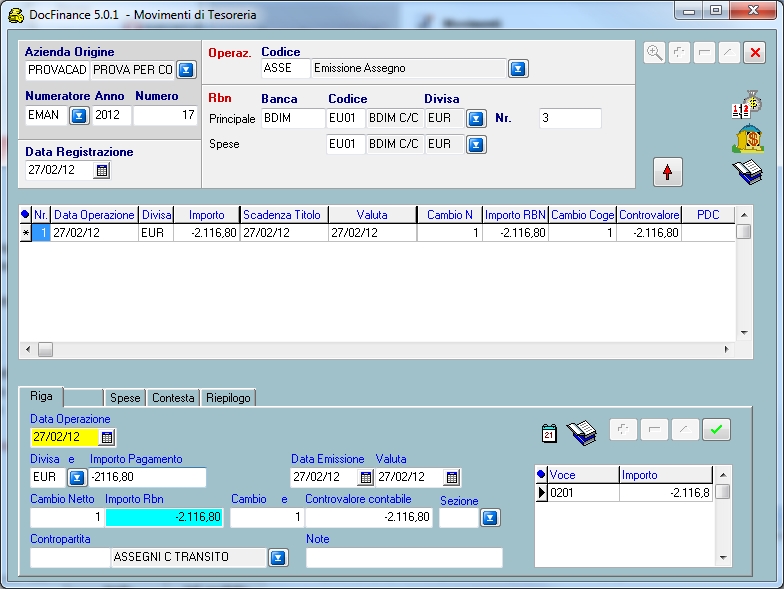 DocFinance 5.0.1 - Movimenti di Tesoreria
Azienda Origine
PROVACAD PROVA PER CO
Numeratore Anno Numero
EMAN 2012 17
Data Registrazione
27/02/12
Operaz. Codice
ASSE Emissione Assegno
Rbn Banca Codice Divisa
Principale BDIM EU01 BDIM C/C EUR Nr. 3
Spese EU01 BDIM C/C EUR
Nr. Data Operazione Divisa Importo Scadenza Titolo Valuta Cambio N Importo RBN Cambio Coge Controvalore PDC
* 1 27/02/12 EUR -2.116,80 27/02/12 27/02/12 1 -2.116,80 1 -2.116,80
Riga Spese Contesta Riepilogo
Data Operazione
27/02/12
Divisa e Importo Pagamento Data Emissione Valuta
EUR -2116,80 27/02/12 27/02/12
Cambio Netto Importo Rbn Cambio e Controvalore contabile Sezione
1 -2.116,80 1 -2.116,80
Contropartita Note
ASSEGNI C TRANSITO
21
Voce Importo
0201 -2.116,8